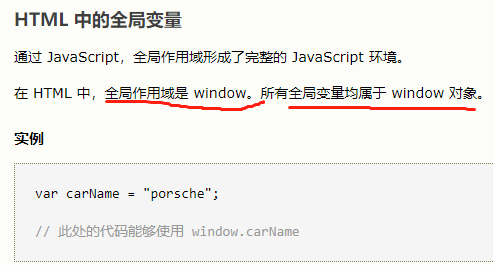 HTML 中的全局变量
通过 JavaScript，全局作用域形成了完整的 JavaScript 环境。
在 HTML 中，全局作用域是 window。所有全局变量均属于 window 对象。
实例
var carName = "porsche";
// 此处的代码能够使用 window.carName